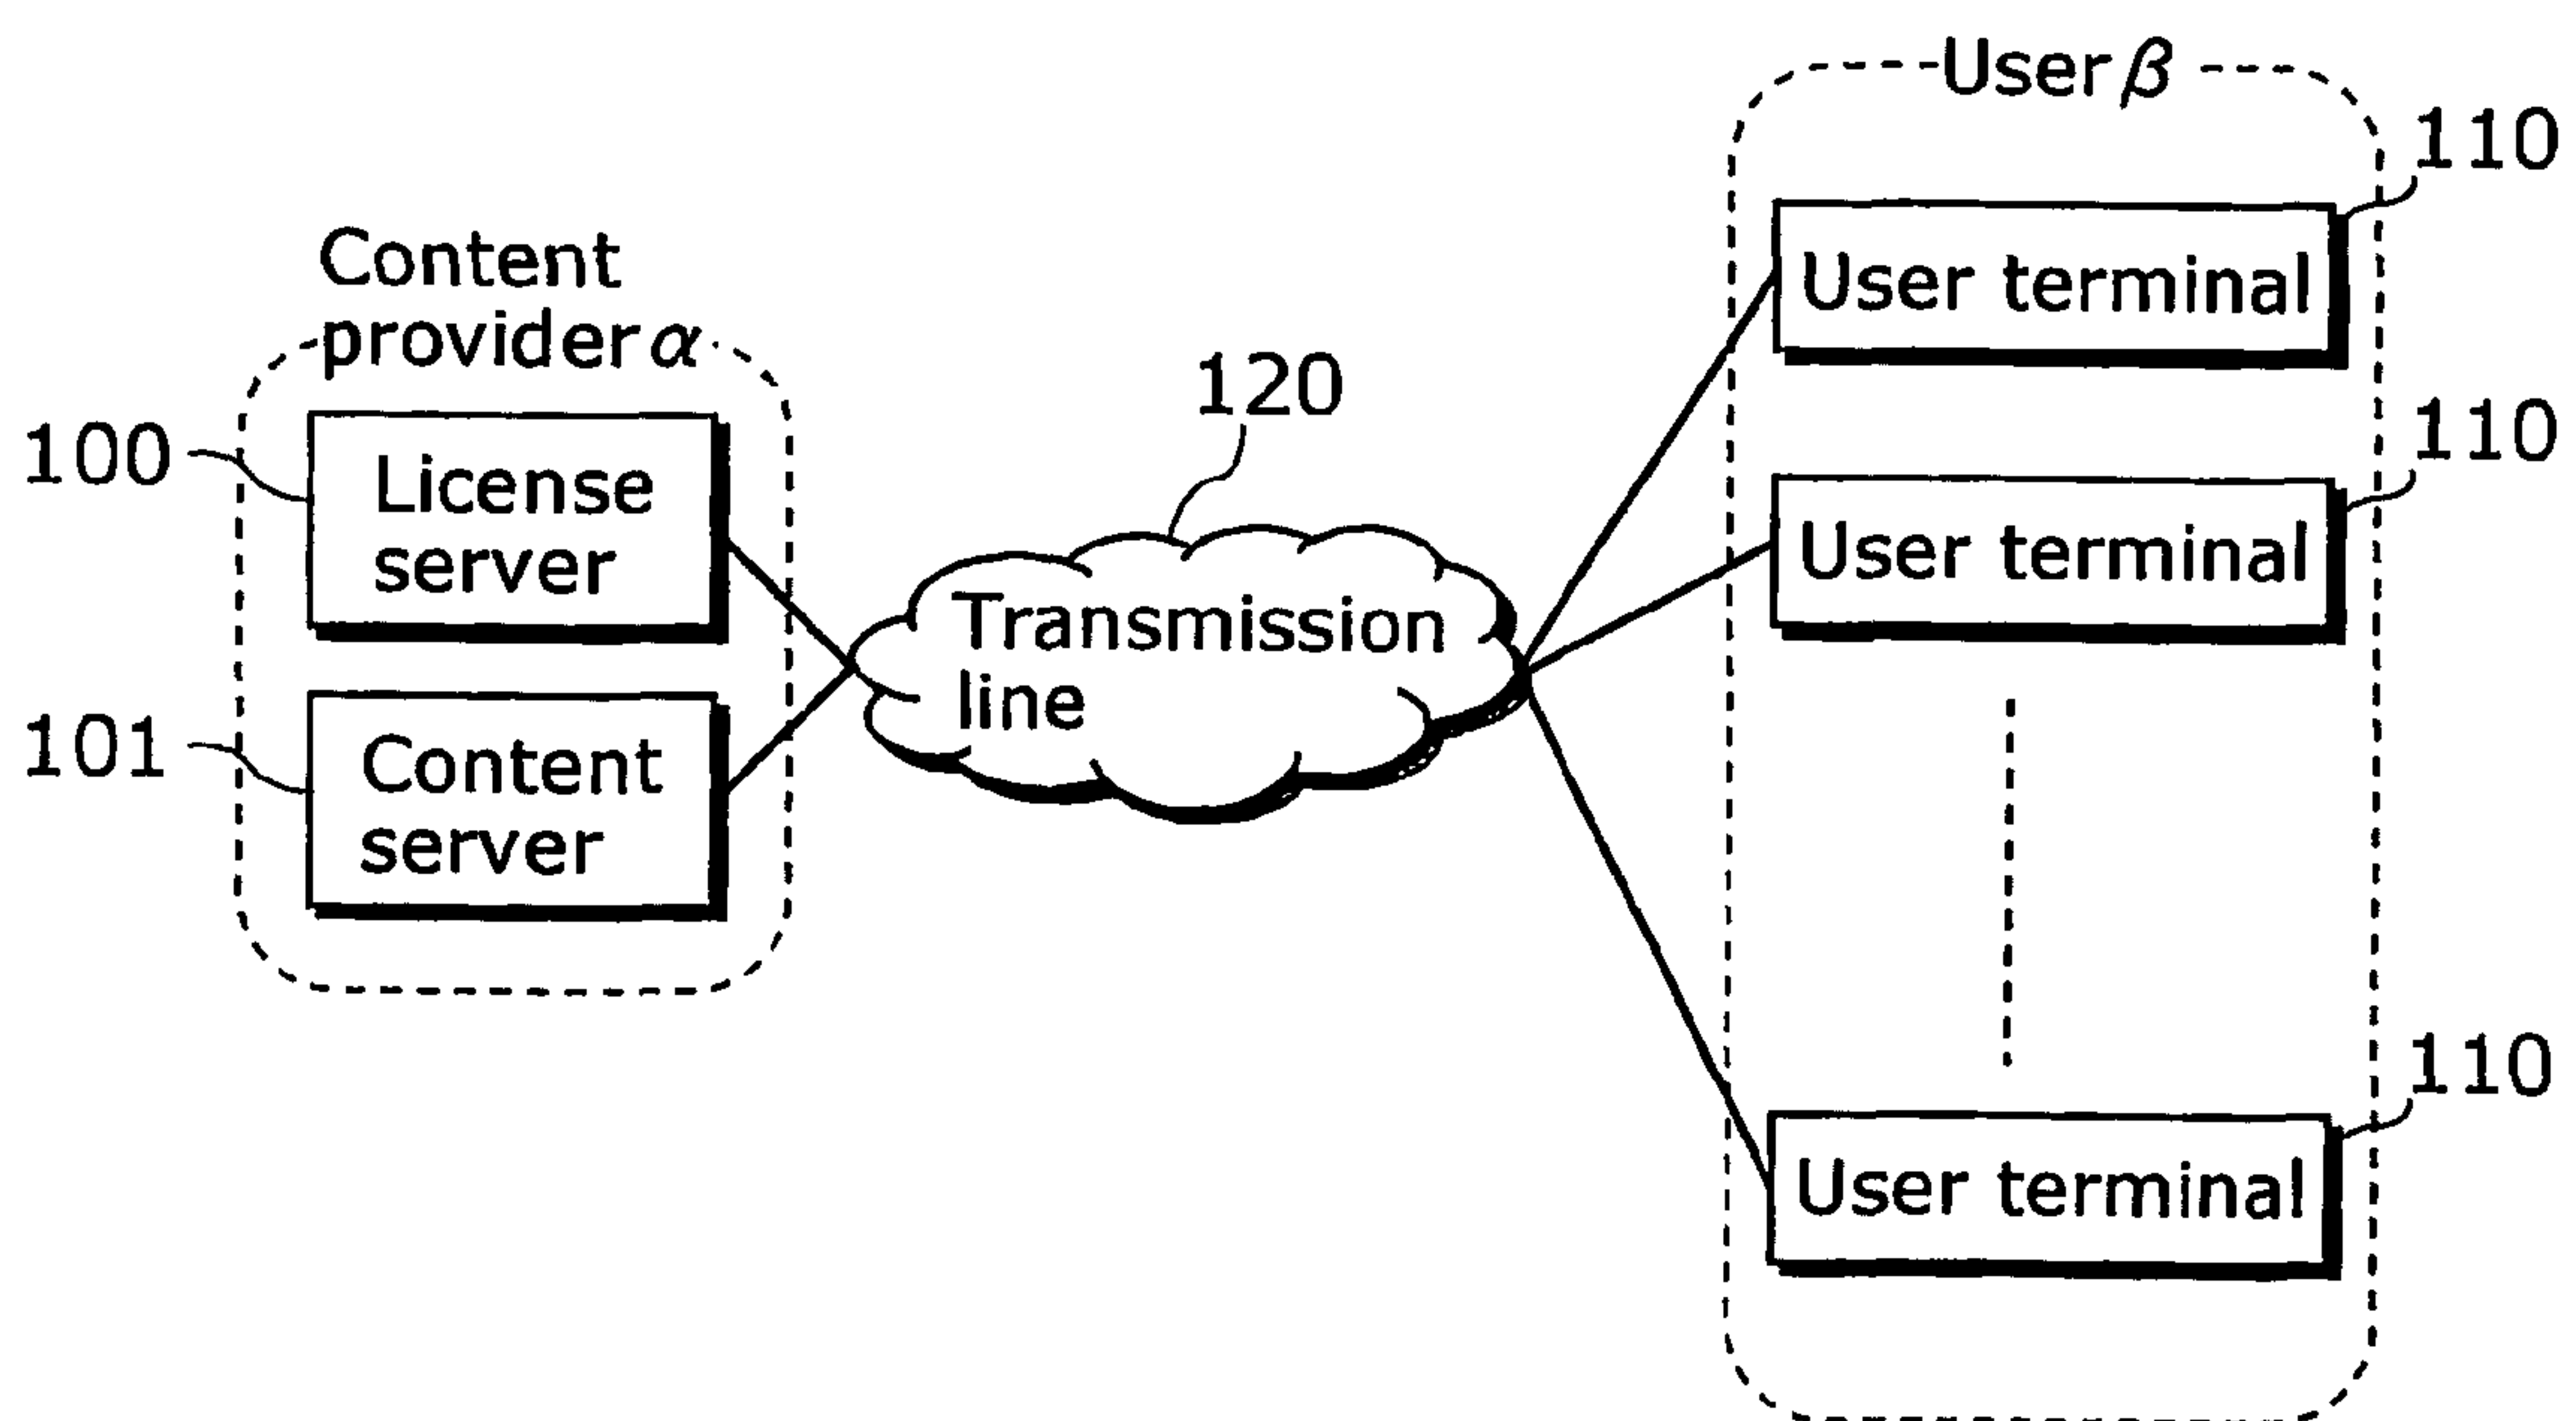 Content
provider α
100
License
server
101
Content
server
120
Transmission
line
User β
110
User terminal
110
User terminal
110
User terminal